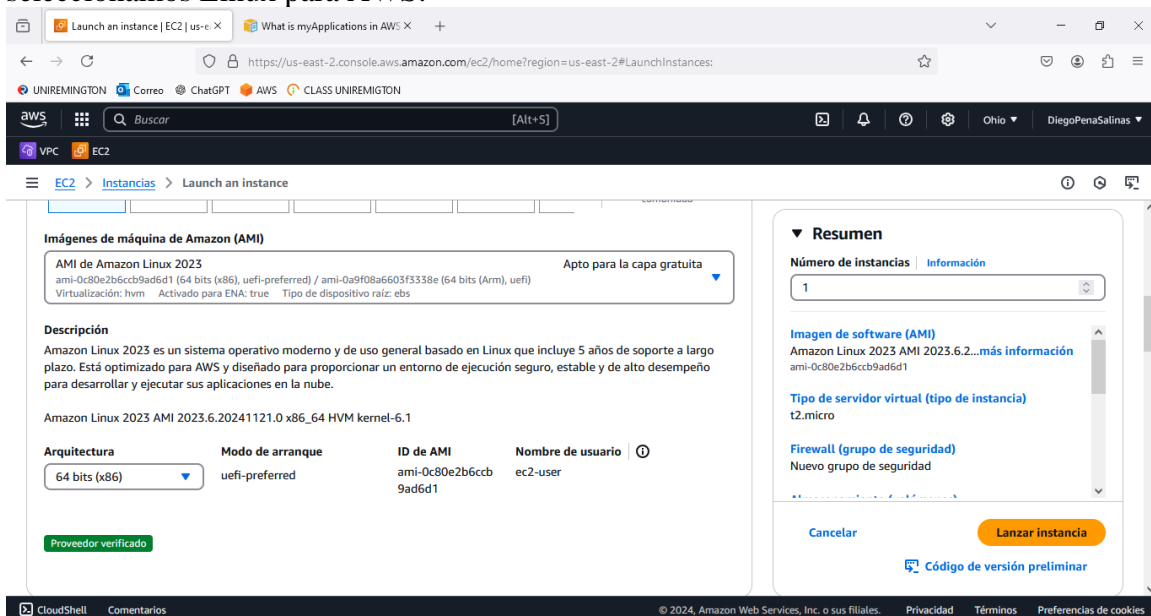 seleccionamos Linux para AWS.
Launch an instance | EC2 | us-e
What is myApplications in AWS
https://us-east-2.console.aws.amazon.com/ec2/home?region=us-east-2#LaunchInstances:
UNIREMINGTON Correo ChatGPT AWS CLASS UNIREMIGTON
aws Buscar [Alt+S] Ohio DiegoPenaSalinas
VPC EC2
EC2 > Instancias > Launch an instance
Imágenes de máquina de Amazon (AMI)
AMI de Amazon Linux 2023 Apto para la capa gratuita
ami-0c80e2b6ccb9ad6d1 (64 bits (x86), uefi-preferred) / ami-0a9f08a6603f3338e (64 bits (Arm), uefi)
Virtualización: hvm Activado para ENA: true Tipo de dispositivo raíz: ebs
Descripción
Amazon Linux 2023 es un sistema operativo moderno y de uso general basado en Linux que incluye 5 años de soporte a largo
plazo. Está optimizado para AWS y diseñado para proporcionar un entorno de ejecución seguro, estable y de alto desempeño
para desarrollar y ejecutar sus aplicaciones en la nube.
Amazon Linux 2023 AMI 2023.6.20241121.0 x86_64 HVM kernel-6.1
Arquitectura Modo de arranque ID de AMI Nombre de usuario
64 bits (x86) uefi-preferred ami-0c80e2b6ccb ec2-user
9ad6d1
Proveedor verificado
Resumen
Número de instancias Información
1
Imagen de software (AMI)
Amazon Linux 2023 AMI 2023.6.2...más información
ami-0c80e2b6ccb9ad6d1
Tipo de servidor virtual (tipo de instancia)
t2.micro
Firewall (grupo de seguridad)
Nuevo grupo de seguridad
Cancelar Lanzar instancia
Código de versión preliminar
CloudShell Comentarios © 2024, Amazon Web Services, Inc. o sus filiales. Privacidad Términos Preferencias de cookies